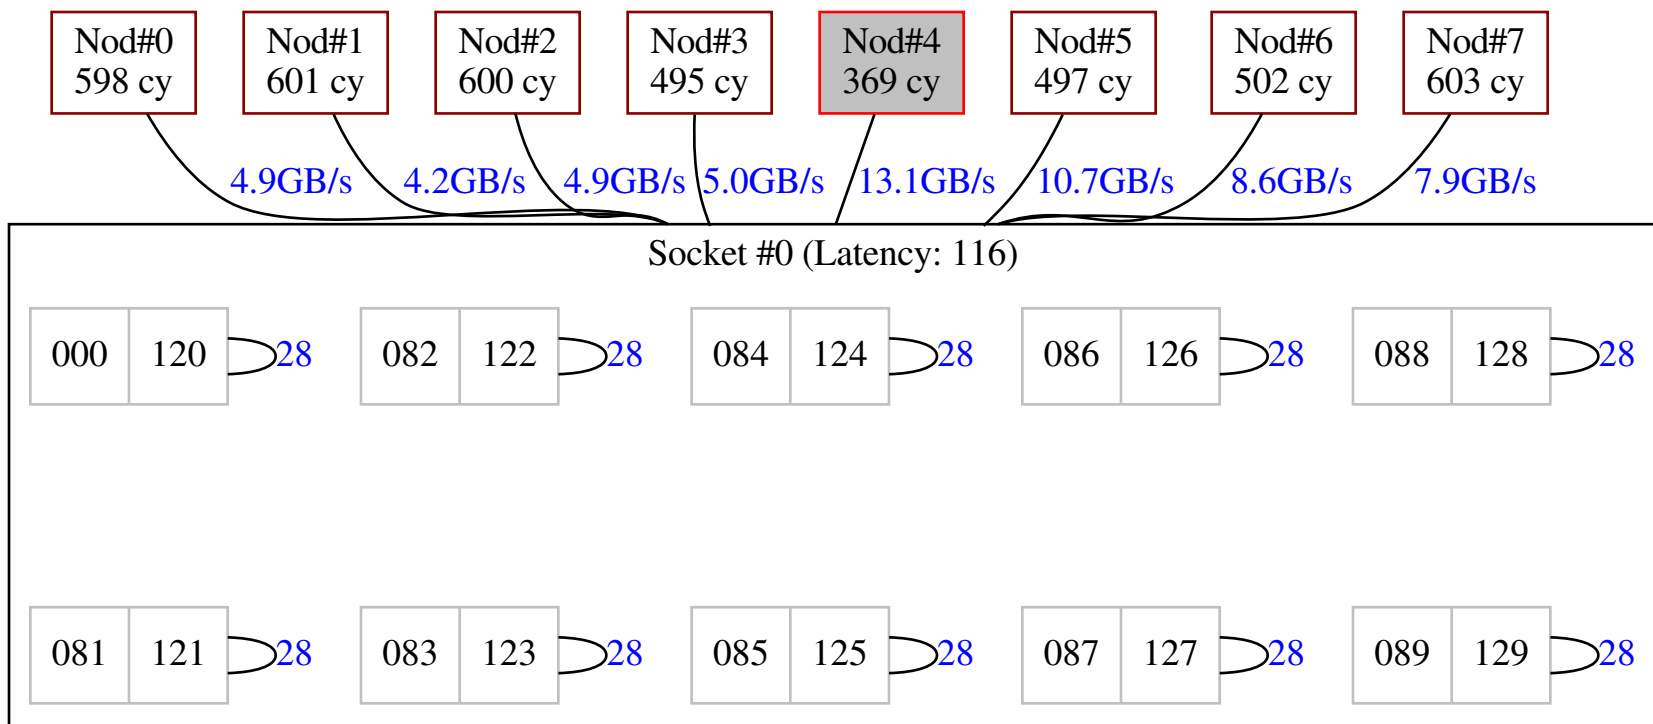 Nod#0 Nod#1 Nod#2 Nod#3 Nod#4 Nod#5 Nod#6 Nod#7
598 cy 601 cy 600 cy 495 cy 369 cy 497 cy 502 cy 603 cy
4.9GB/s 4.2GB/s 4.9GB/s 5.0GB/s 13.1GB/s 10.7GB/s 8.6GB/s 7.9GB/s
Socket #0 (Latency: 116)
000 120 28 082 122 28 084 124 28 086 126 28 088 128 28
081 121 28 083 123 28 085 125 28 087 127 28 089 129 28